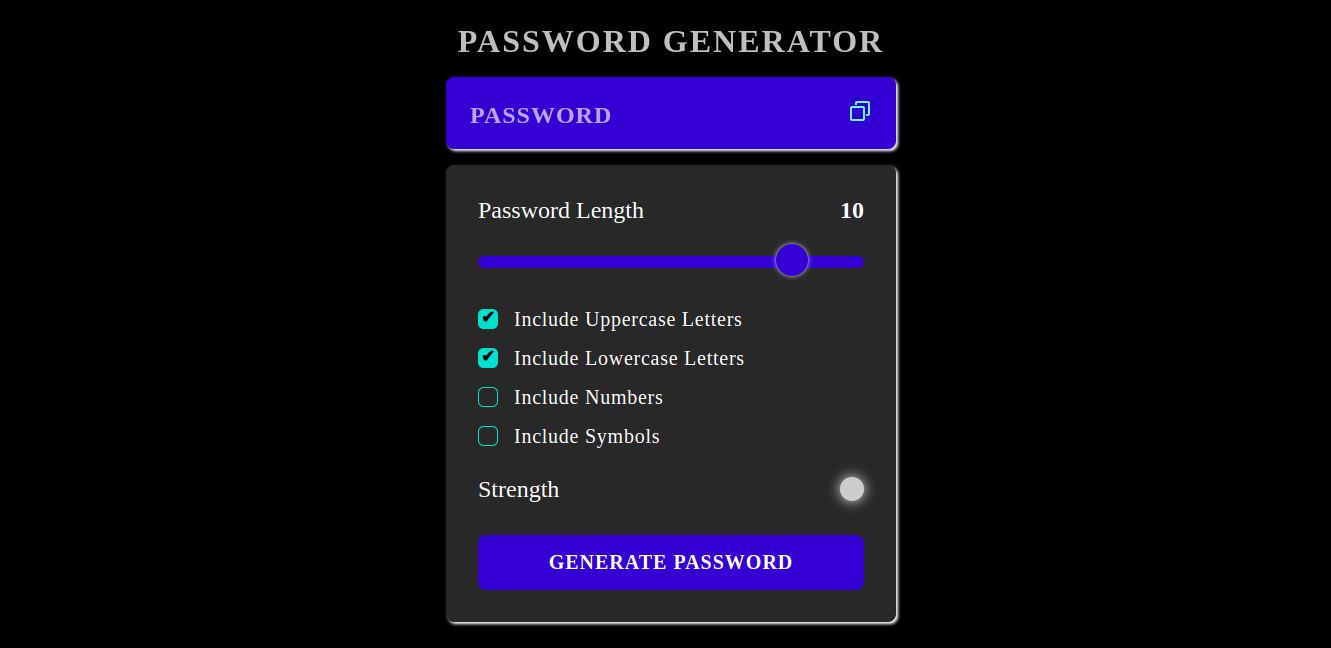 PASSWORD GENERATOR
PASSWORD
Password Length 10
Include Uppercase Letters
Include Lowercase Letters
Include Numbers
Include Symbols
Strength
GENERATE PASSWORD